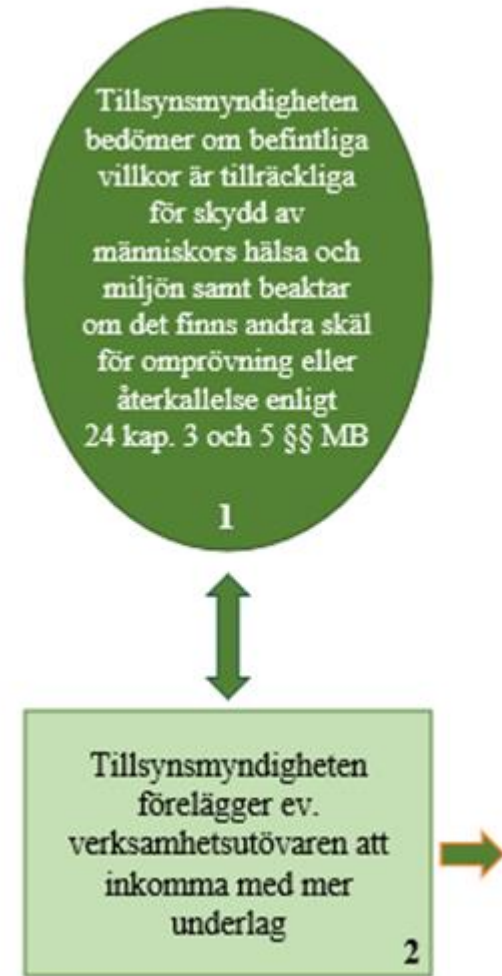 Tillsynsmyndigheten
bedömer om befintliga
villkor är tillräckliga
för skydd av
människors hälsa och
miljön samt beaktar
om det finns andra skäl
för omprövning eller
återkallelse enligt
24 kap. 3 och 5 §§ MB
1
Tillsynsmyndigheten
förelägger ev.
verksamhetsutövaren att
inkomma med mer
underlag
2